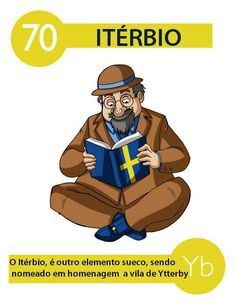 70 ITÉRBIO
O Itérbio, é outro elemento sueco, sendo
nomeado em homenagem a vila de Ytterby
Yb